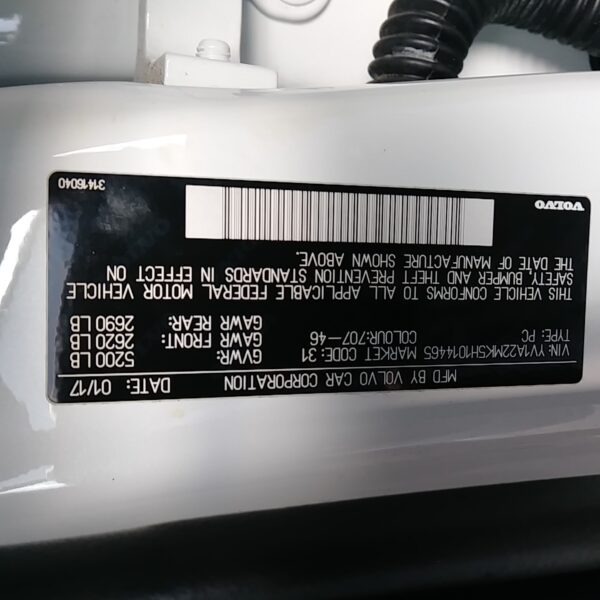 MFD BY VOLVO CAR CORPORATION DATE: 01/17
VIN: YV1A22MK5H1014465 MARKET CODE: 31 GVWR: 5200 LB
TYPE: PC COLOUR:707-46 GAWR FRONT: 2620 LB
GAWR REAR: 2690 LB
THIS VEHICLE CONFORMS TO ALL APPLICABLE FEDERAL MOTOR VEHICLE
SAFETY, BUMPER AND THEFT PREVENTION STANDARDS IN EFFECT ON
THE DATE OF MANUFACTURE SHOWN ABOVE.
VOLVO 31416040